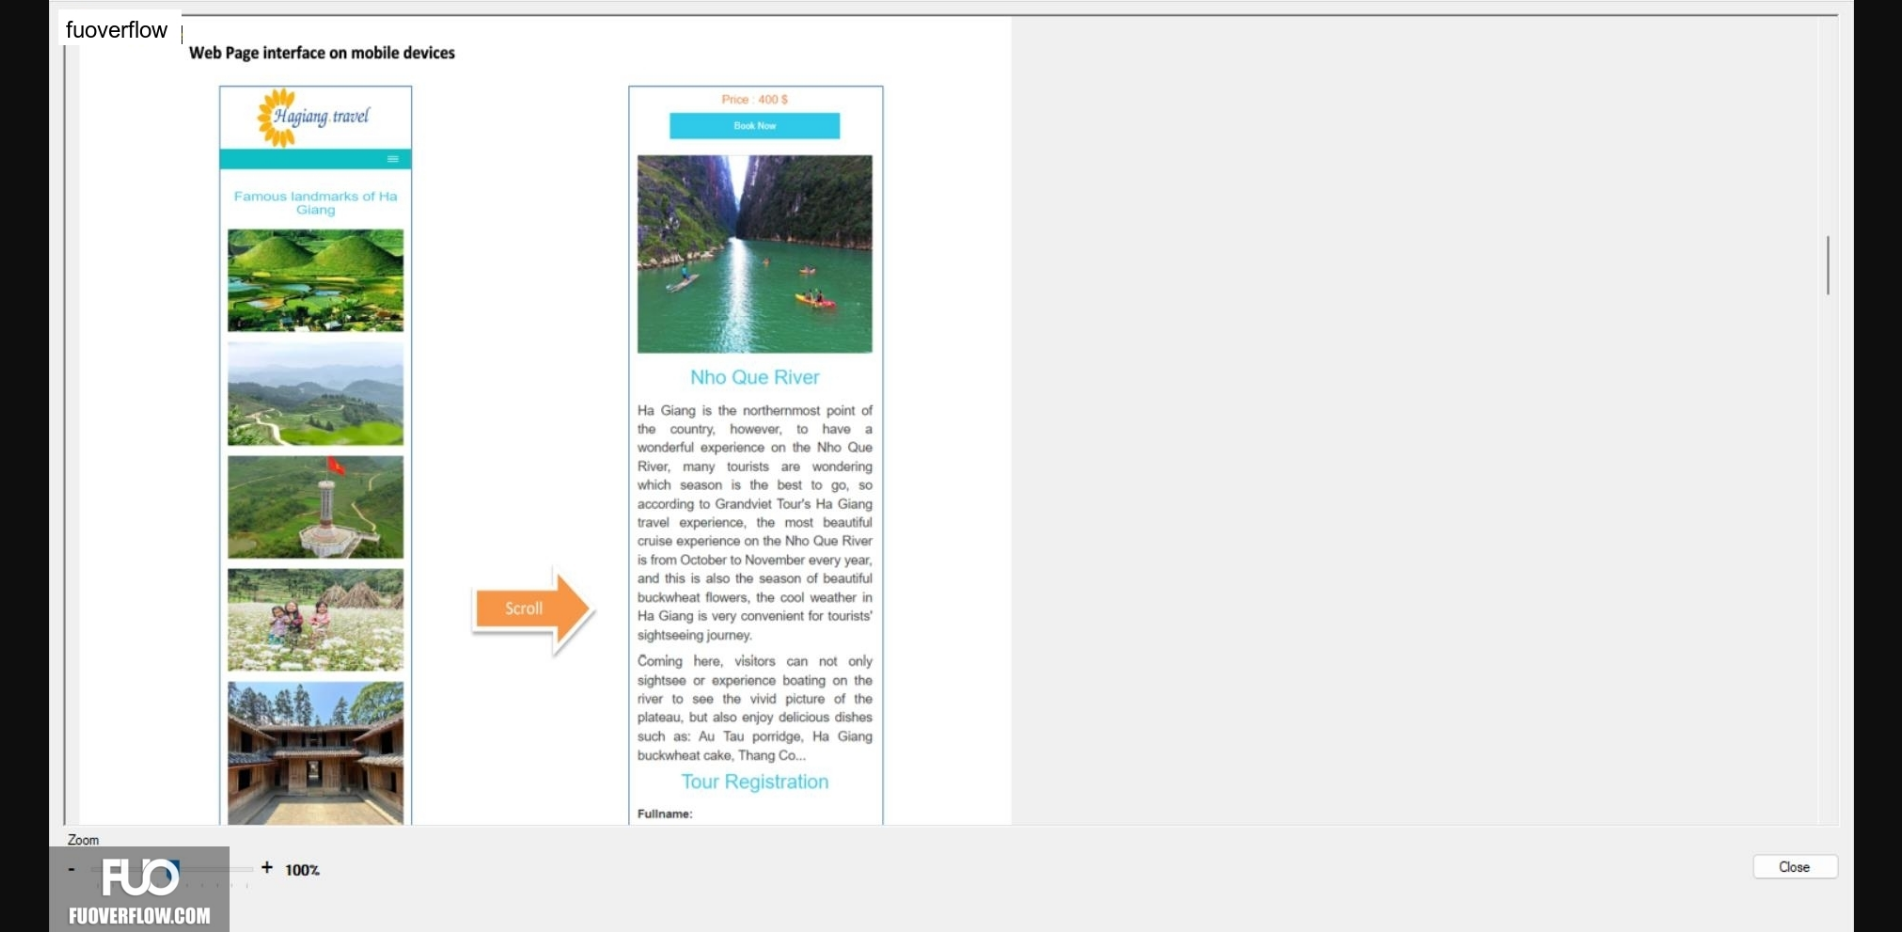 fuoverflow
Web Page interface on mobile devices
Hagiang.travel
Famous landmarks of Ha
Giang
Scroll
Price : 400 $
Book Now
Nho Que River
Ha Giang is the northernmost point of
the country, however, to have a
wonderful experience on the Nho Que
River, many tourists are wondering
which season is the best to go, so
according to Grandviet Tour's Ha Giang
travel experience, the most beautiful
cruise experience on the Nho Que River
is from October to November every year,
and this is also the season of beautiful
buckwheat flowers, the cool weather in
Ha Giang is very convenient for tourists'
sightseeing journey.
Coming here, visitors can not only
sightsee or experience boating on the
river to see the vivid picture of the
plateau, but also enjoy delicious dishes
such as: Au Tau porridge, Ha Giang
buckwheat cake, Thang Co...
Tour Registration
Fullname:
Zoom
- + 100%
Close
FUO
FUOVERFLOW.COM